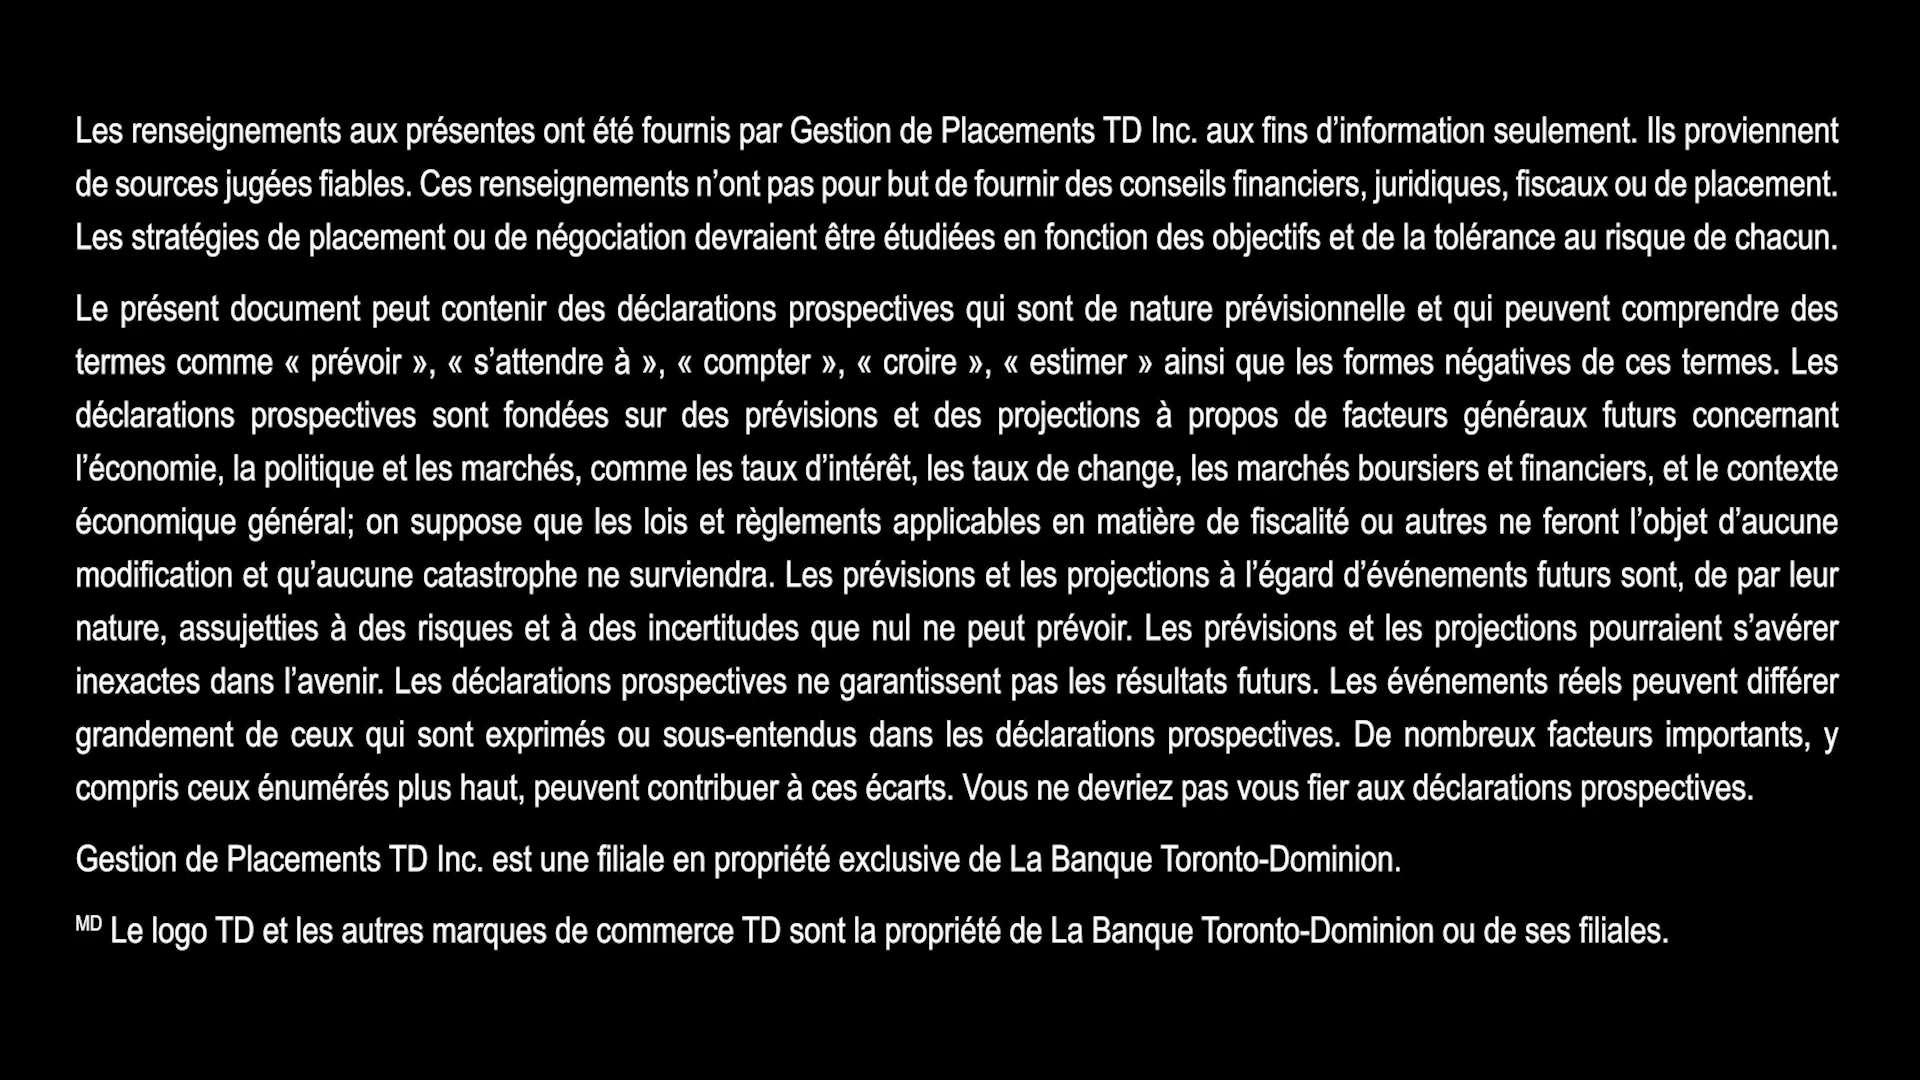 Les renseignements aux présentes ont été fournis par Gestion de Placements TD Inc. aux fins d’information seulement. Ils proviennent
de sources jugées fiables. Ces renseignements n’ont pas pour but de fournir des conseils financiers, juridiques, fiscaux ou de placement.
Les stratégies de placement ou de négociation devraient être étudiées en fonction des objectifs et de la tolérance au risque de chacun.
Le présent document peut contenir des déclarations prospectives qui sont de nature prévisionnelle et qui peuvent comprendre des
termes comme « prévoir », « s’attendre à », « compter », « croire », « estimer » ainsi que les formes négatives de ces termes. Les
déclarations prospectives sont fondées sur des prévisions et des projections à propos de facteurs généraux futurs concernant
l’économie, la politique et les marchés, comme les taux d’intérêt, les taux de change, les marchés boursiers et financiers, et le contexte
économique général; on suppose que les lois et règlements applicables en matière de fiscalité ou autres ne feront l’objet d’aucune
modification et qu’aucune catastrophe ne surviendra. Les prévisions et les projections à l’égard d’événements futurs sont, de par leur
nature, assujetties à des risques et à des incertitudes que nul ne peut prévoir. Les prévisions et les projections pourraient s’avérer
inexactes dans l’avenir. Les déclarations prospectives ne garantissent pas les résultats futurs. Les événements réels peuvent différer
grandement de ceux qui sont exprimés ou sous-entendus dans les déclarations prospectives. De nombreux facteurs importants, y
compris ceux énumérés plus haut, peuvent contribuer à ces écarts. Vous ne devriez pas vous fier aux déclarations prospectives.
Gestion de Placements TD Inc. est une filiale en propriété exclusive de La Banque Toronto-Dominion.
MD Le logo TD et les autres marques de commerce TD sont la propriété de La Banque Toronto-Dominion ou de ses filiales.